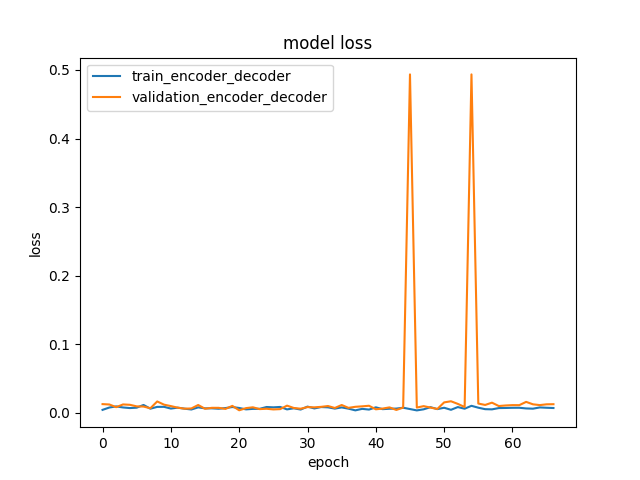 model loss
train_encoder_decoder
validation_encoder_decoder
0.5
0.4
0.3
0.2
0.1
0.0
loss
0 10 20 30 40 50 60
epoch